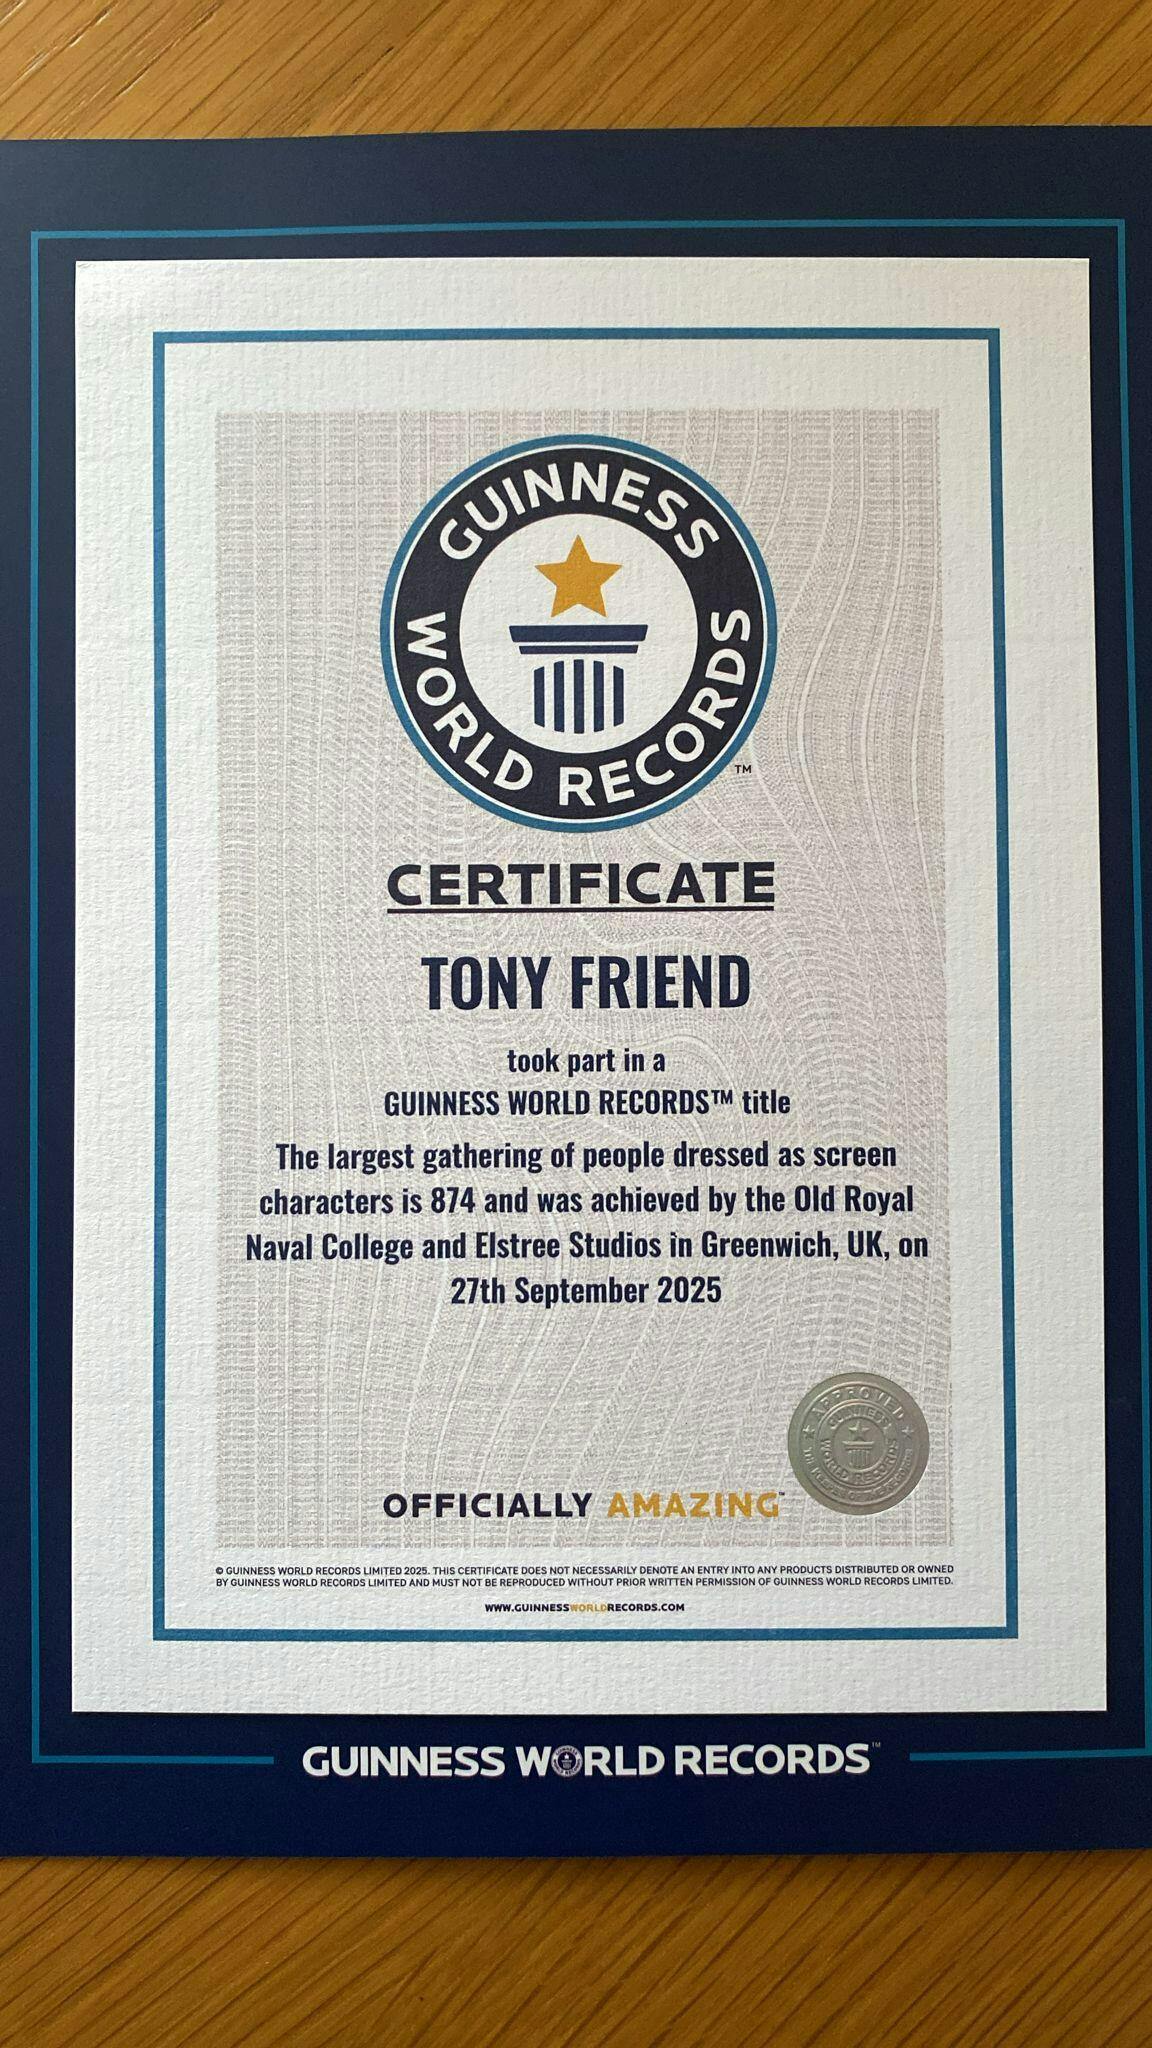 GUINNESS
WORLD RECORDS
TM
CERTIFICATE
TONY FRIEND
took part in a
GUINNESS WORLD RECORDS™ title
The largest gathering of people dressed as screen
characters is 874 and was achieved by the Old Royal
Naval College and Elstree Studios in Greenwich, UK, on
27th September 2025
APPROVED
GUINNESS
WORLD RECORDS
OFFICIALLY AMAZING™
© GUINNESS WORLD RECORDS LIMITED 2025. THIS CERTIFICATE DOES NOT NECESSARILY DENOTE AN ENTRY INTO ANY PRODUCTS DISTRIBUTED OR OWNED
BY GUINNESS WORLD RECORDS LIMITED AND MUST NOT BE REPRODUCED WITHOUT PRIOR WRITTEN PERMISSION OF GUINNESS WORLD RECORDS LIMITED.
WWW.GUINNESSWORLDRECORDS.COM
GUINNESS WORLD RECORDS™